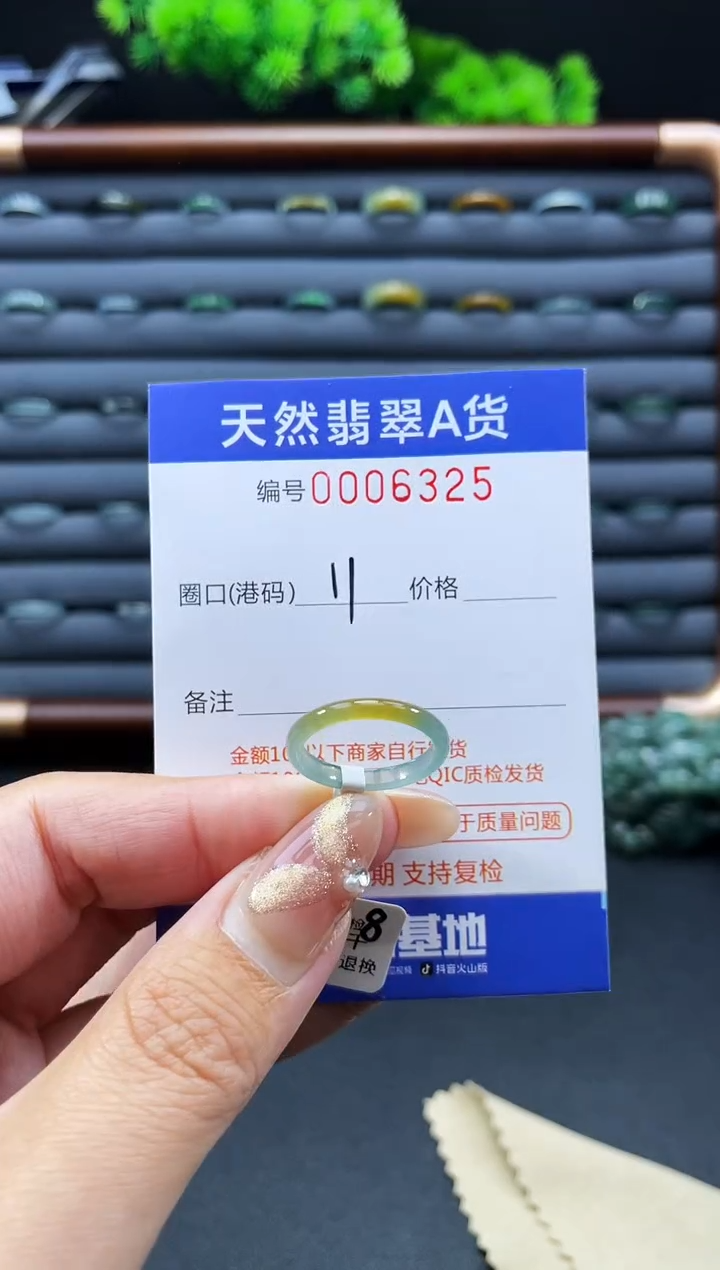 天然翡翠A货
编号0006325
圈口(港码) 11 价格
备注
金额10 以下商家自行 货
QIC质检发货
于质量问题
期 支持复检
8
退换
基地
抖音火山版